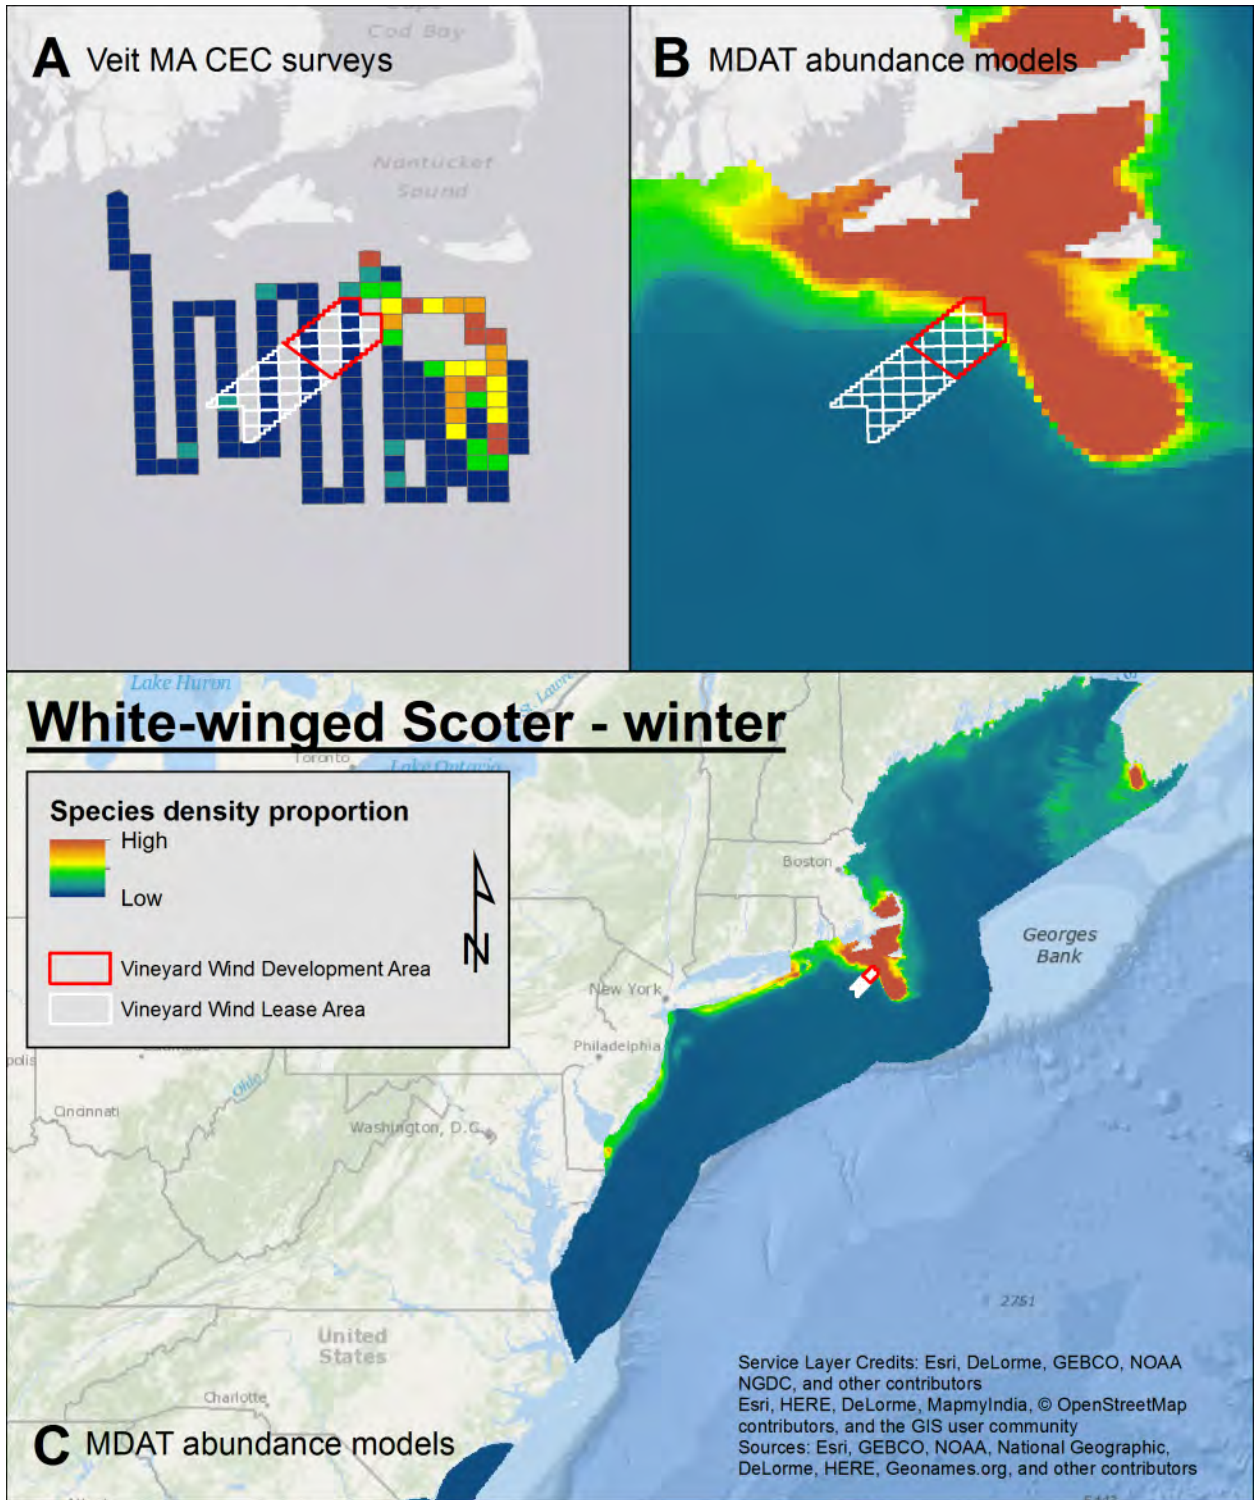 A Veit MA CEC surveys
Cod Bay
Nantucket
Sound
B MDAT abundance models
Lake Huron
St. Lawre
White-winged Scoter - winter
Toronto
Lake Ontario
Species density proportion
High
Low
N
Vineyard Wind Development Area
Vineyard Wind Lease Area
Boston
Georges
Bank
New York
Philadelphia
polis
Columbus
Ohio
Cincinnati
Washington, D.C.
2751
United
States
Charlotte
Service Layer Credits: Esri, DeLorme, GEBCO, NOAA
NGDC, and other contributors
Esri, HERE, DeLorme, MapmyIndia, © OpenStreetMap
contributors, and the GIS user community
Sources: Esri, GEBCO, NOAA, National Geographic,
DeLorme, HERE, Geonames.org, and other contributors
C MDAT abundance models